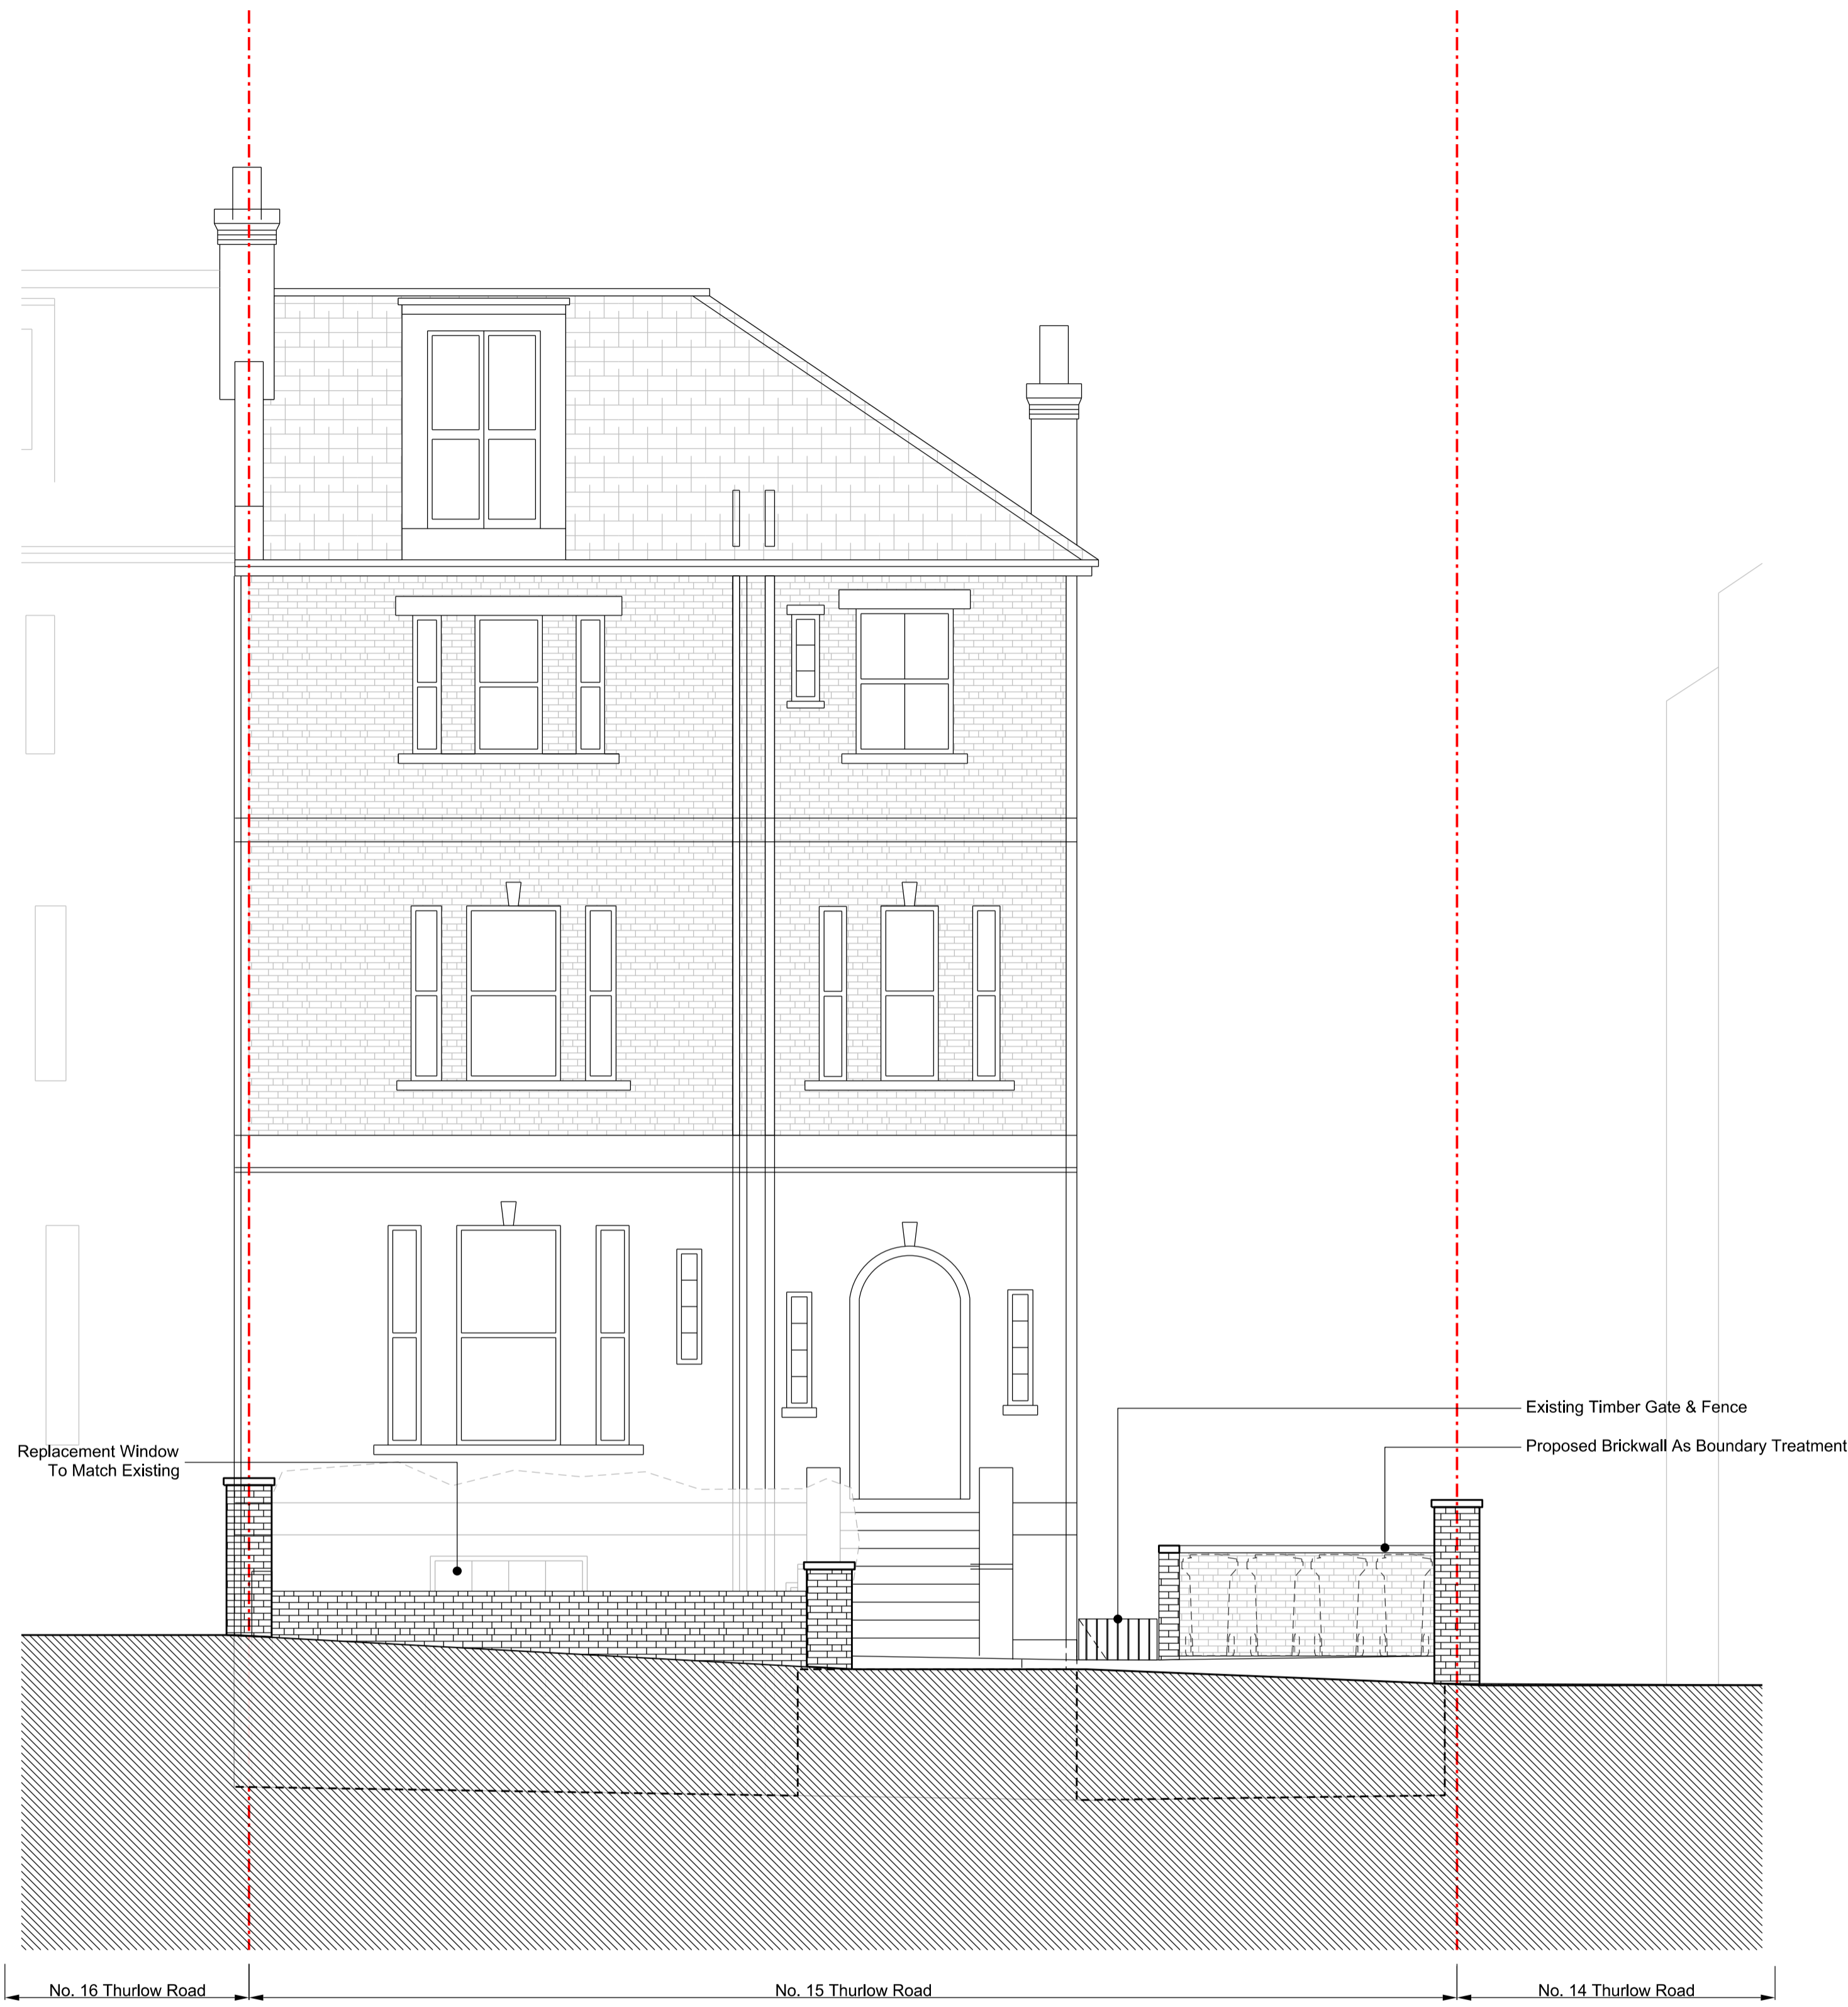 Existing Timber Gate & Fence
Proposed Brickwall As Boundary Treatment
Replacement Window
To Match Existing
No. 16 Thurlow Road
No. 15 Thurlow Road
No. 14 Thurlow Road